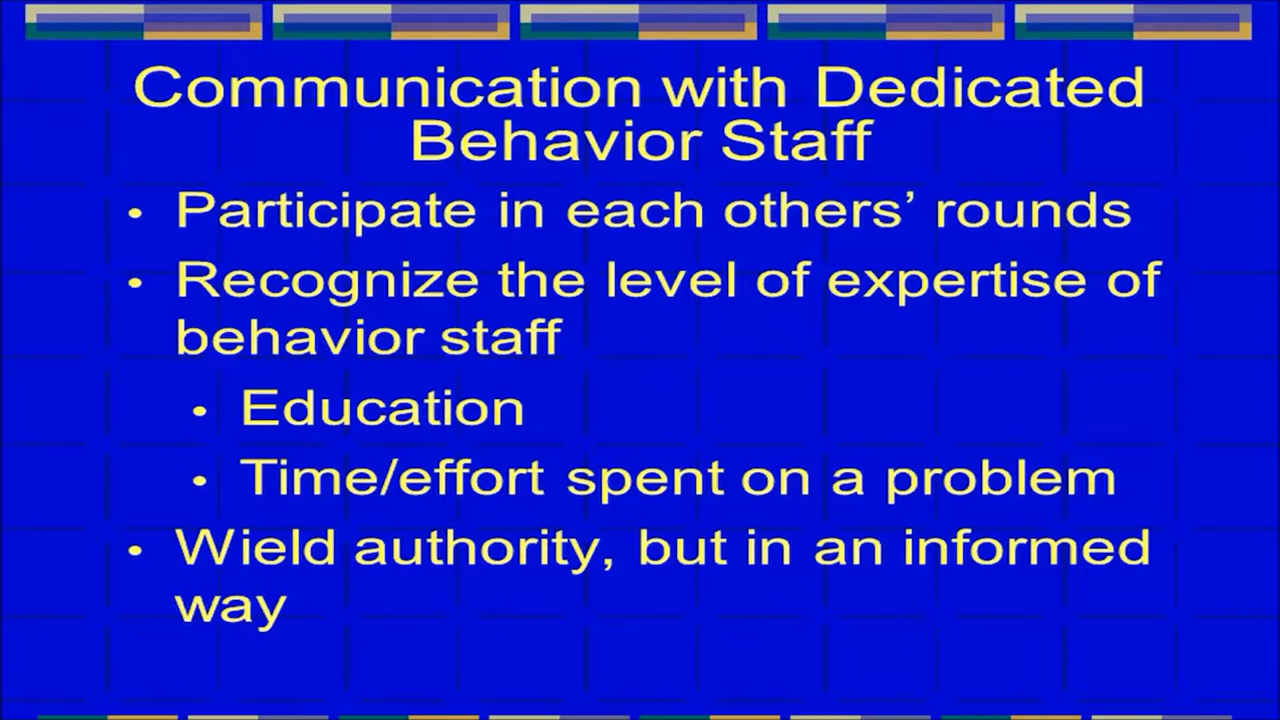 Communication with Dedicated
Behavior Staff
• Participate in each others’ rounds
• Recognize the level of expertise of
behavior staff
• Education
• Time/effort spent on a problem
• Wield authority, but in an informed
way